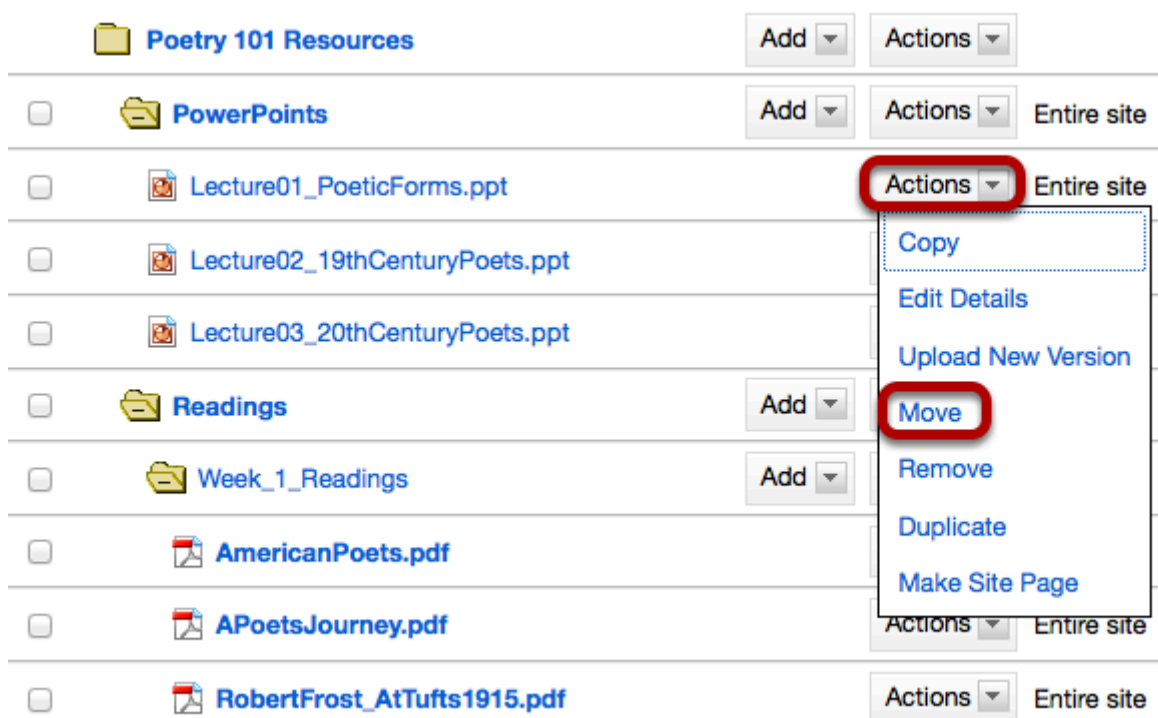 Poetry 101 Resources Add Actions
PowerPoints Add Actions Entire site
Lecture01_PoeticForms.ppt Actions Entire site
Copy
Lecture02_19thCenturyPoets.ppt
Edit Details
Lecture03_20thCenturyPoets.ppt
Upload New Version
Readings Add Move
Remove
Week_1_Readings Add
Duplicate
AmericanPoets.pdf
Make Site Page
APoetsJourney.pdf Actions Entire site
RobertFrost_AtTufts1915.pdf Actions Entire site